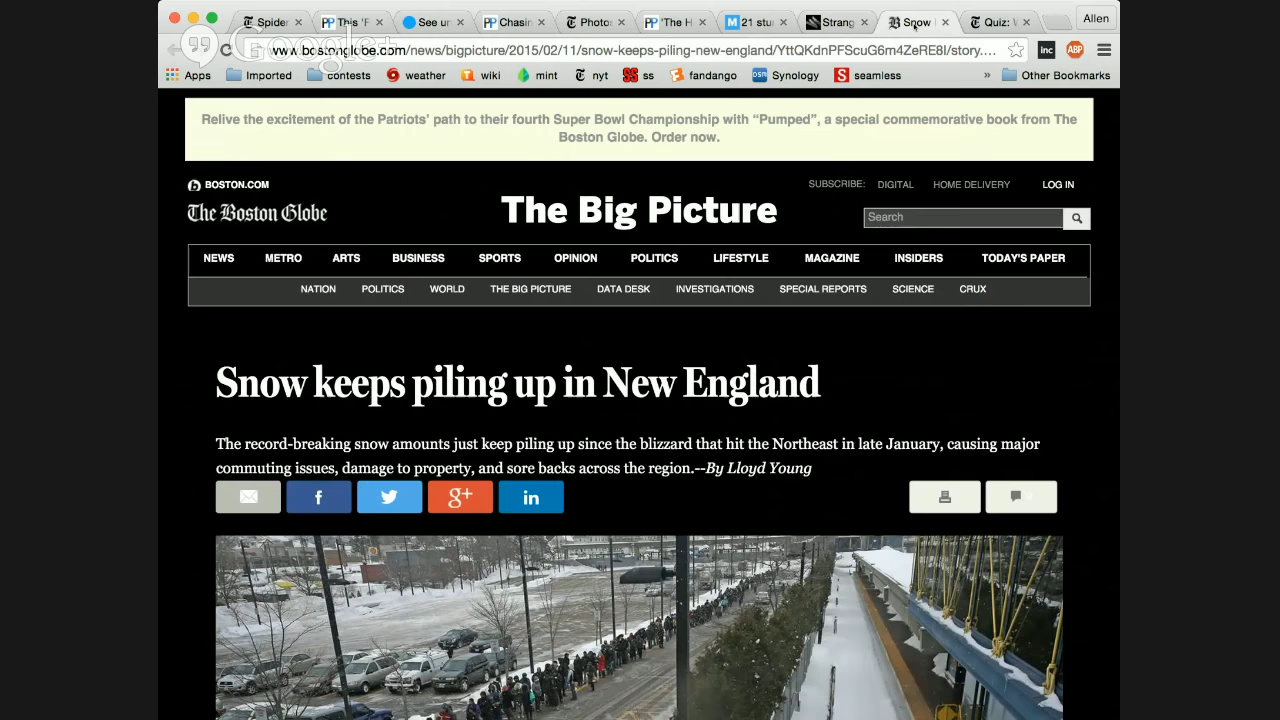 Spider
This 'F
See ur
Chasin
Photo:
'The H
21 stu
Strang
Snow
Quiz: V
Allen
Google+
www.bostonglobe.com/news/bigpicture/2015/02/11/snow-keeps-piling-new-england/YttQKdnPFScuG6m4ZeRE8I/story....
Inc
ABP
Apps
Imported
contests
weather
wiki
mint
nyt
ss
fandango
DSM Synology
seamless
»
Other Bookmarks
Relive the excitement of the Patriots' path to their fourth Super Bowl Championship with “Pumped”, a special commemorative book from The
Boston Globe. Order now.
BOSTON.COM
SUBSCRIBE: DIGITAL HOME DELIVERY LOG IN
The Boston Globe
The Big Picture
Search
NEWS METRO ARTS BUSINESS SPORTS OPINION POLITICS LIFESTYLE MAGAZINE INSIDERS TODAY'S PAPER
NATION POLITICS WORLD THE BIG PICTURE DATA DESK INVESTIGATIONS SPECIAL REPORTS SCIENCE CRUX
Snow keeps piling up in New England
The record-breaking snow amounts just keep piling up since the blizzard that hit the Northeast in late January, causing major
commuting issues, damage to property, and sore backs across the region.--By Lloyd Young
f
g+
in